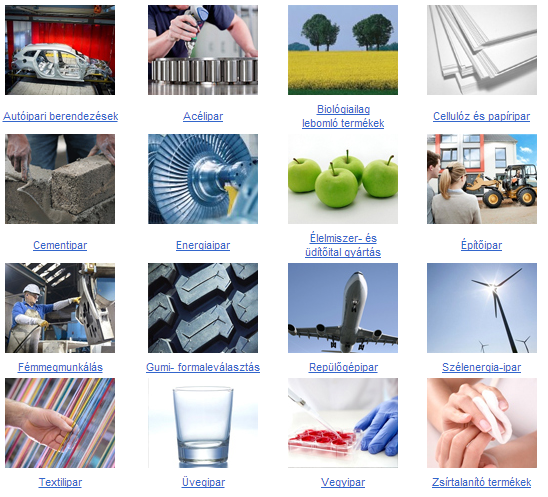 Autóipari berendezések
Acélipar
Biológiailag
lebomló termékek
Cellulóz és papíripar
Cementipar
Energiaipar
Élelmiszer- és
üdítőital gyártás
Építőipar
Fémmegmunkálás
Gumi- formaleválasztás
Repülőgépipar
Szélenergia-ipar
Textilipar
Üvegipar
Vegyipar
Zsírtalanító termékek